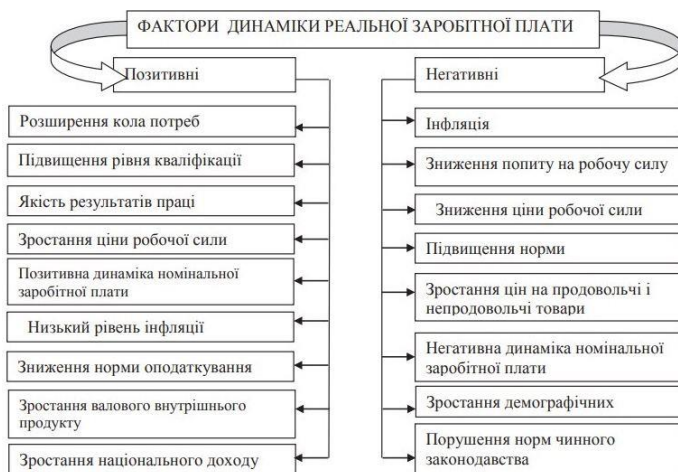 ФАКТОРИ ДИНАМІКИ РЕАЛЬНОЇ ЗАРОБІТНОЇ ПЛАТИ
Позитивні
Розширення кола потреб
Підвищення рівня кваліфікації
Якість результатів праці
Зростання ціни робочої сили
Позитивна динаміка номінальної
заробітної плати
Низький рівень інфляції
Зниження норми оподаткування
Зростання валового внутрішнього
продукту
Зростання національного доходу
Негативні
Інфляція
Зниження попиту на робочу силу
Зниження ціни робочої сили
Підвищення норми
Зростання цін на продовольчі і
непродовольчі товари
Негативна динаміка номінальної
заробітної плати
Зростання демографічних
Порушення норм чинного
законодавства